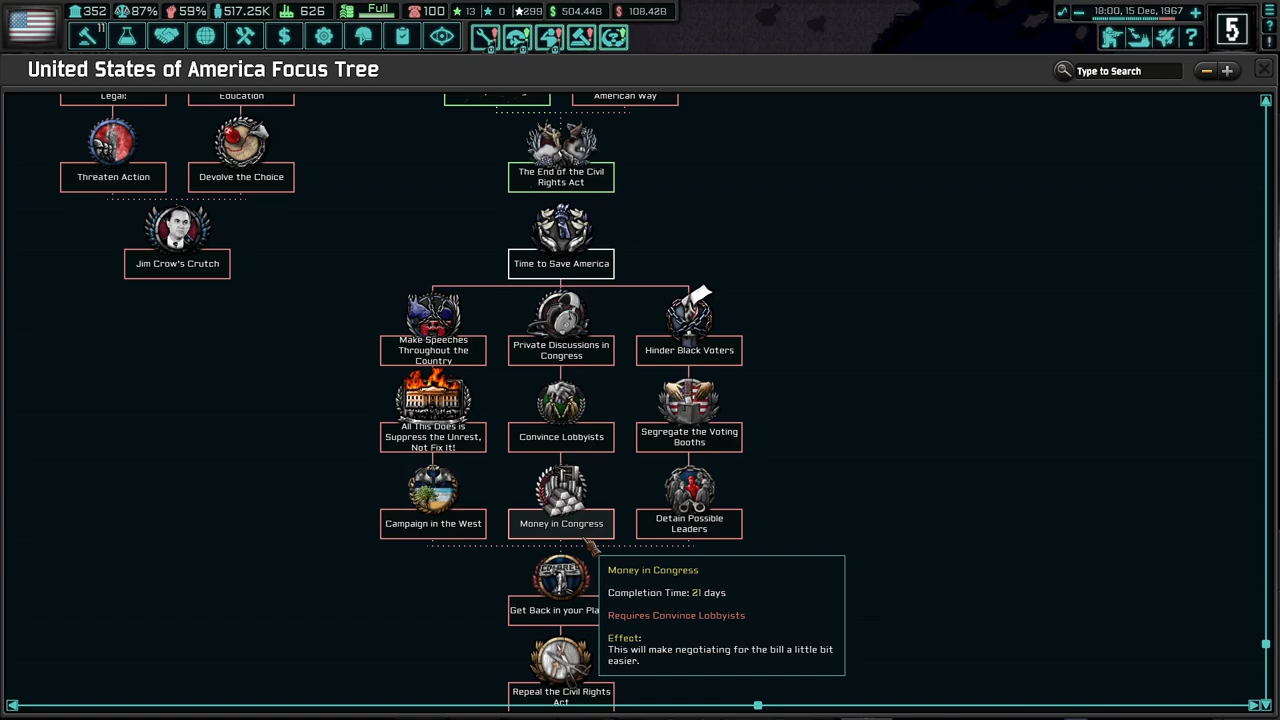 352 87% 59% 517.25K 626 Full 100 13 0 299 504.44B 108.42B
18:00, 15 Dec, 1967
5
11
United States of America Focus Tree
Type to Search
Legal!
Education
American Way
Threaten Action
Devolve the Choice
The End of the Civil
Rights Act
Jim Crow's Crutch
Time to Save America
Make Speeches
Throughout the
Country
Private Discussions in
Congress
Hinder Black Voters
All This Does is
Suppress the Unrest,
Not Fix It!
Convince Lobbyists
Segregate the Voting
Booths
Campaign in the West
Money in Congress
Detain Possible
Leaders
Get Back in your Pla
Repeal the Civil Rights
Act
Money in Congress
Completion Time: 21 days
Requires Convince Lobbyists
Effect:
This will make negotiating for the bill a little bit
easier.